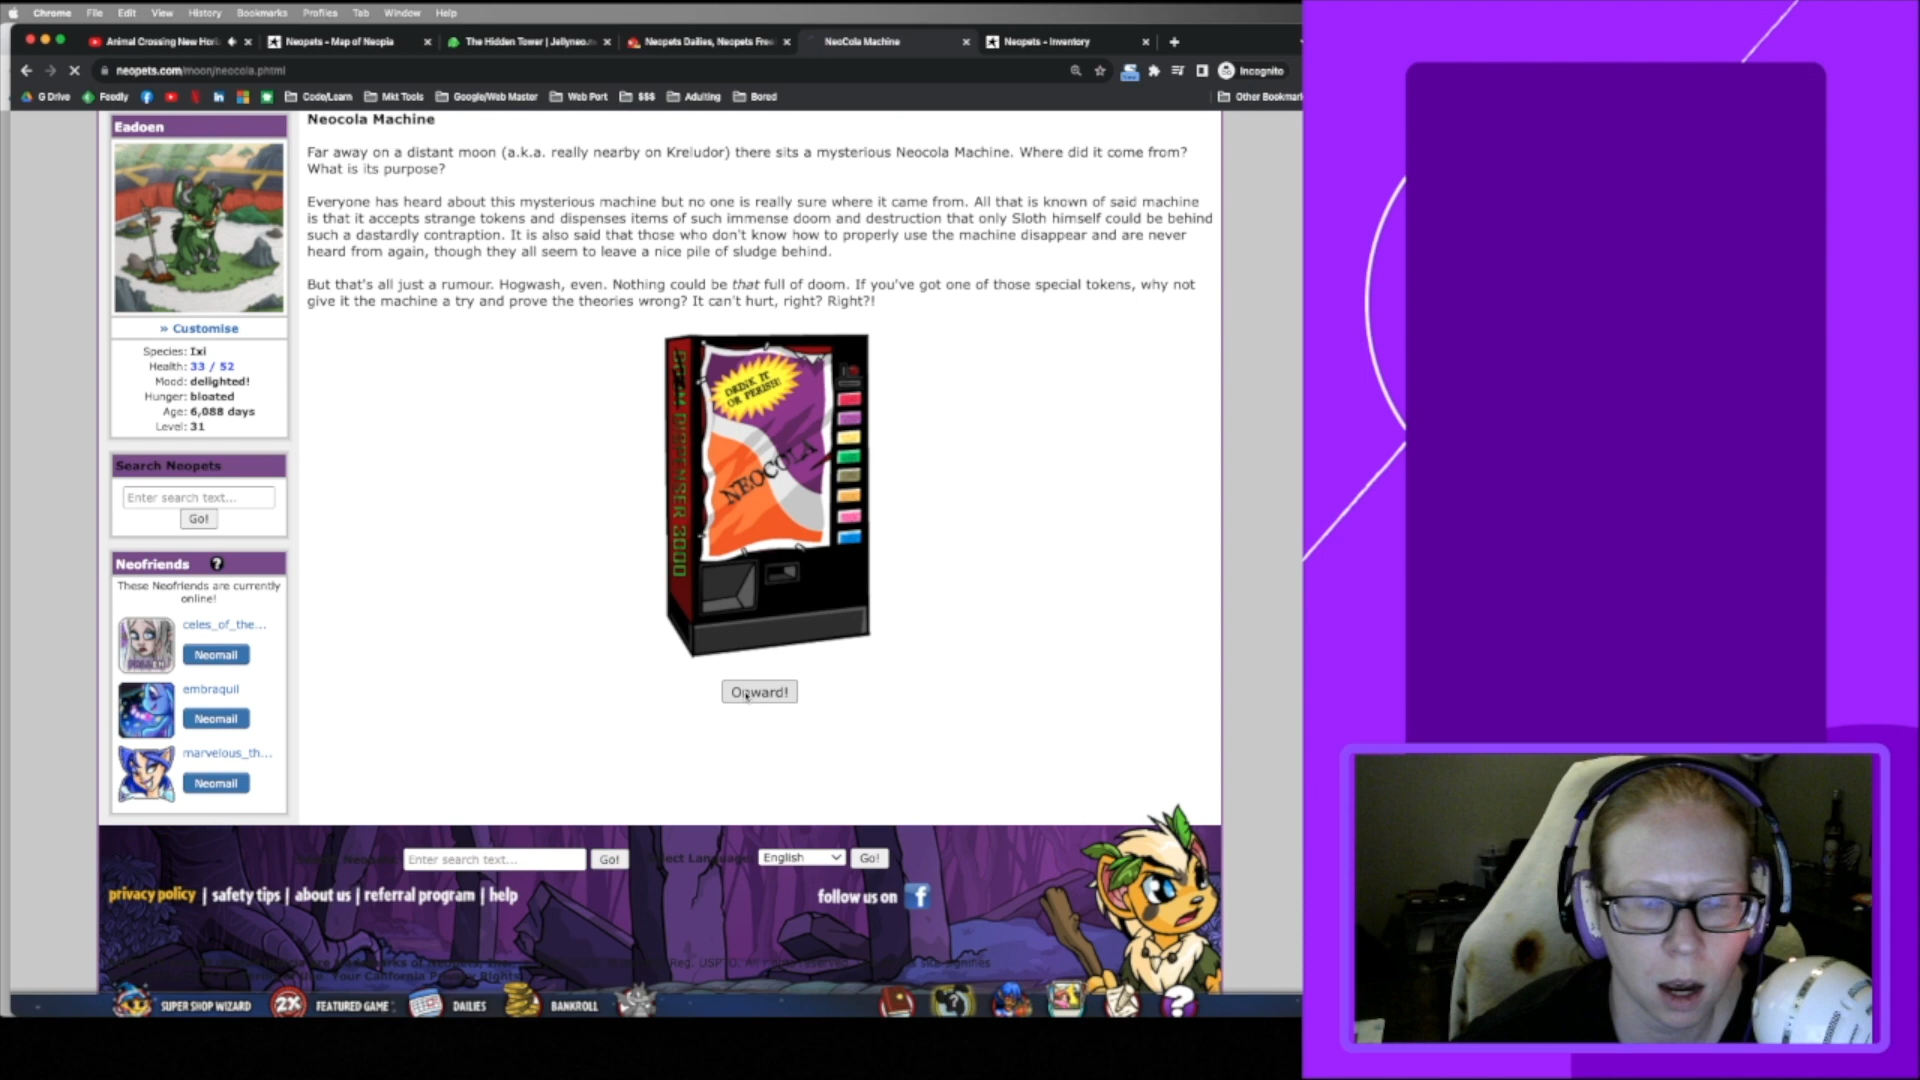 Chrome File Edit View History Bookmarks Profiles Tab Window Help
Animal Crossing New Hori
Neopets - Map of Neopia
The Hidden Tower | Jellyneo.n
Neopets Dailies, Neopets Free
NeoCola Machine
Neopets - Inventory
neopets.com/moon/neocola.phtml
Incognito
G Drive Feedly Code/Learn Mkt Tools Google/Web Master Web Port $$$ Adulting Bored Other Bookmar
Eadoen
» Customise
Species: Ixi
Health: 33 / 52
Mood: delighted!
Hunger: bloated
Age: 6,088 days
Level: 31
Search Neopets
Enter search text...
Go!
Neofriends ?
These Neofriends are currently
online!
celes_of_the...
Neomail
embraquil
Neomail
marvelous_th...
Neomail
Neocola Machine
Far away on a distant moon (a.k.a. really nearby on Kreludor) there sits a mysterious Neocola Machine. Where did it come from?
What is its purpose?
Everyone has heard about this mysterious machine but no one is really sure where it came from. All that is known of said machine
is that it accepts strange tokens and dispenses items of such immense doom and destruction that only Sloth himself could be behind
such a dastardly contraption. It is also said that those who don't know how to properly use the machine disappear and are never
heard from again, though they all seem to leave a nice pile of sludge behind.
But that's all just a rumour. Hogwash, even. Nothing could be that full of doom. If you've got one of those special tokens, why not
give it the machine a try and prove the theories wrong? It can't hurt, right? Right?!
DRINK IT
OR PERISH!
NEOCOLA
DOOM DISPENSER 3000
Onward!
Enter search text...
Go!
Select Language: English Go!
privacy policy | safety tips | about us | referral program | help
follow us on f
Reg. USPTO. All rights reserved.
Your California Privacy Rights
SUPER SHOP WIZARD 2X FEATURED GAME DAILIES BANKROLL